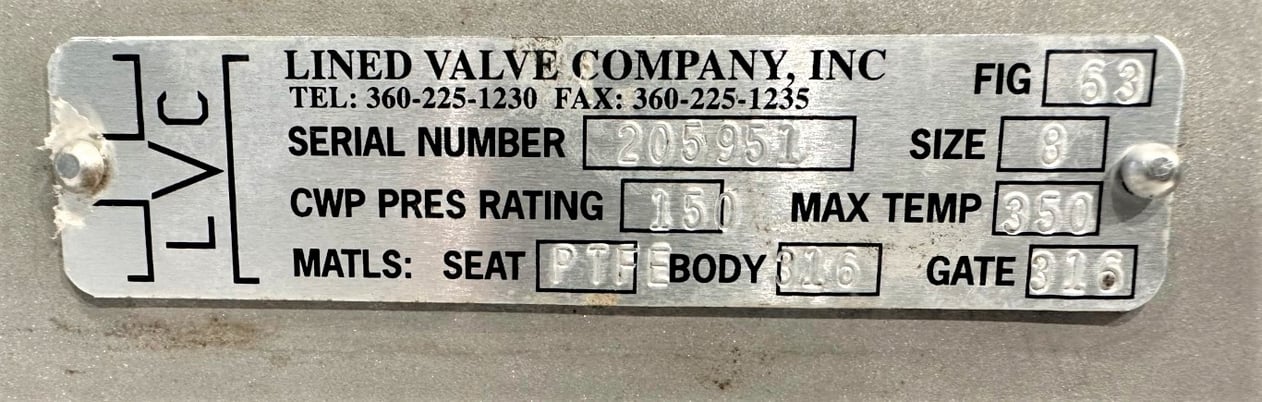 LVC
LINED VALVE COMPANY, INC
TEL: 360-225-1230 FAX: 360-225-1235
FIG 63
SERIAL NUMBER 205951 SIZE 8
CWP PRES RATING 150 MAX TEMP 350
MATLS: SEAT PTFE BODY 316 GATE 316